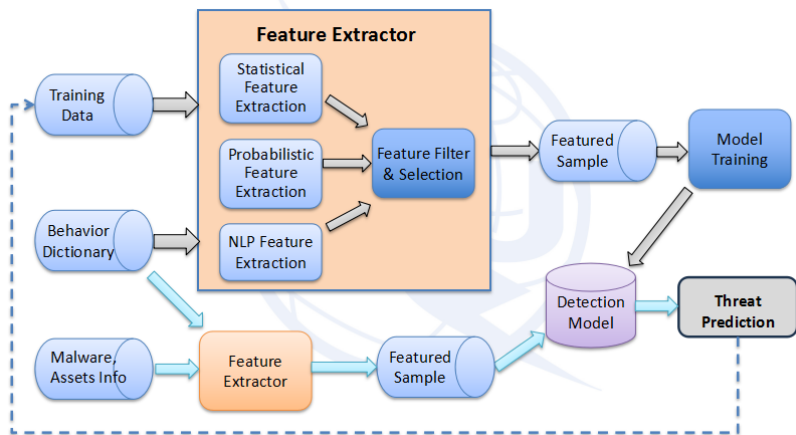 Feature Extractor
Training
Data
Statistical
Feature
Extraction
Probabilistic
Feature
Extraction
NLP Feature
Extraction
Feature Filter
& Selection
Featured
Sample
Model
Training
Behavior
Dictionary
Detection
Model
Threat
Prediction
Malware,
Assets Info
Feature
Extractor
Featured
Sample